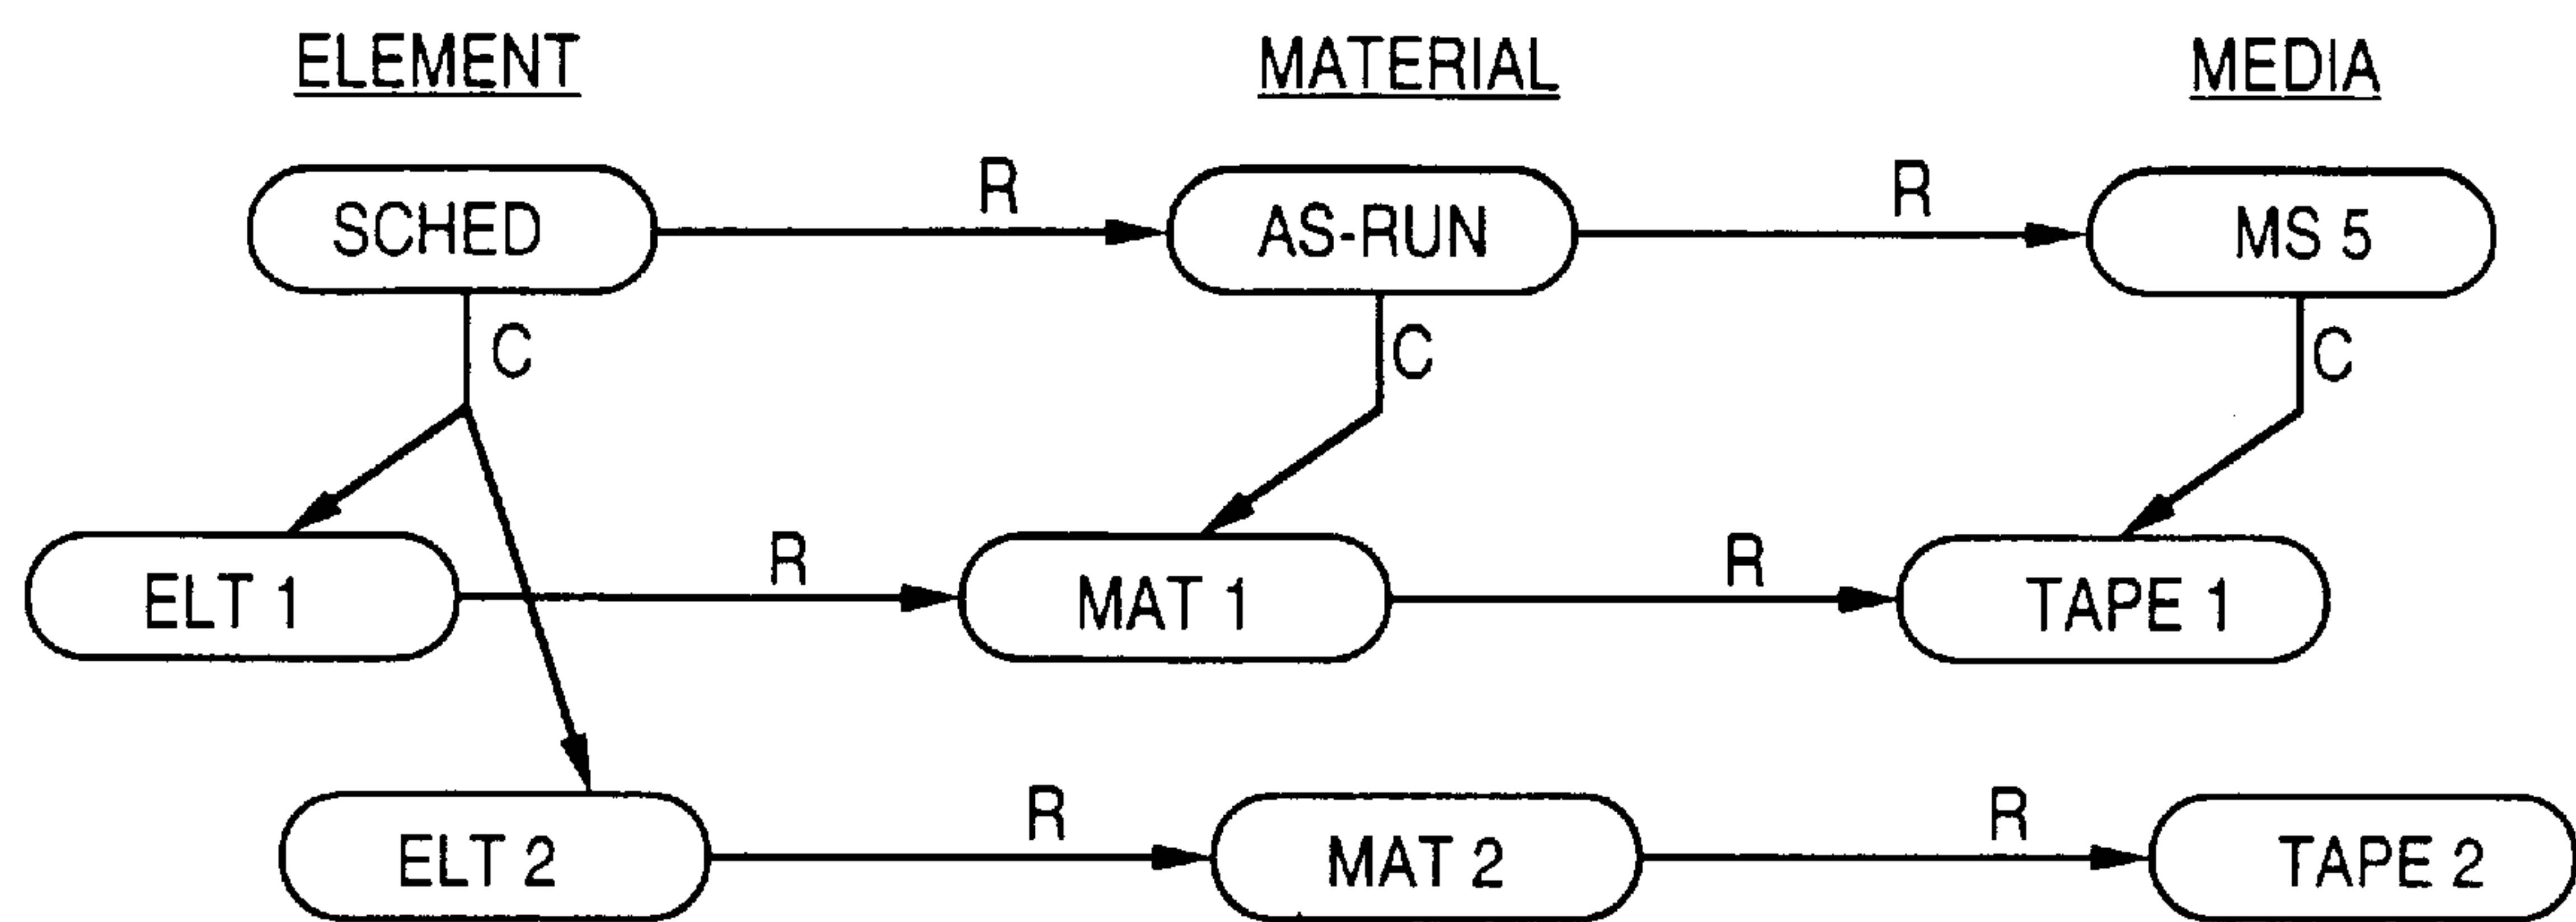 ELEMENT MATERIAL MEDIA
R R
SCHED AS-RUN MS 5
C C C
R R
ELT 1 MAT 1 TAPE 1
R R
ELT 2 MAT 2 TAPE 2